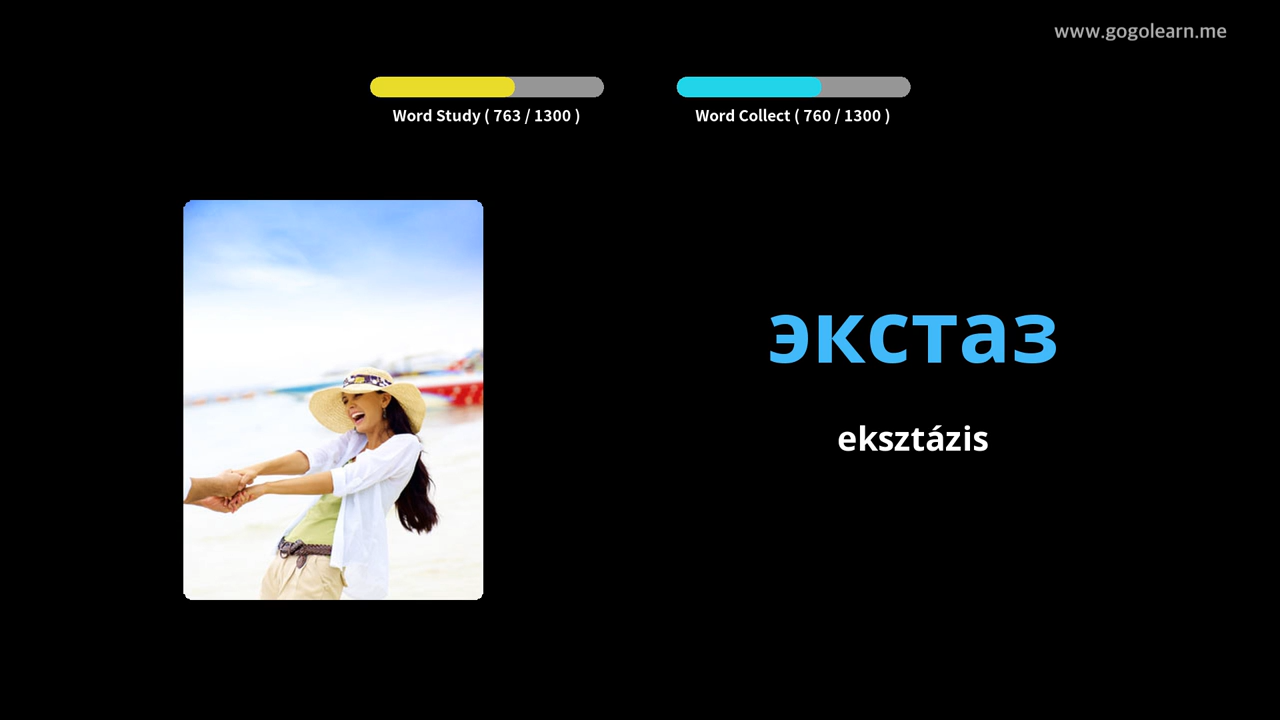 www.gogolearn.me
Word Study ( 763 / 1300 )
Word Collect ( 760 / 1300 )
экстаз
eksztázis